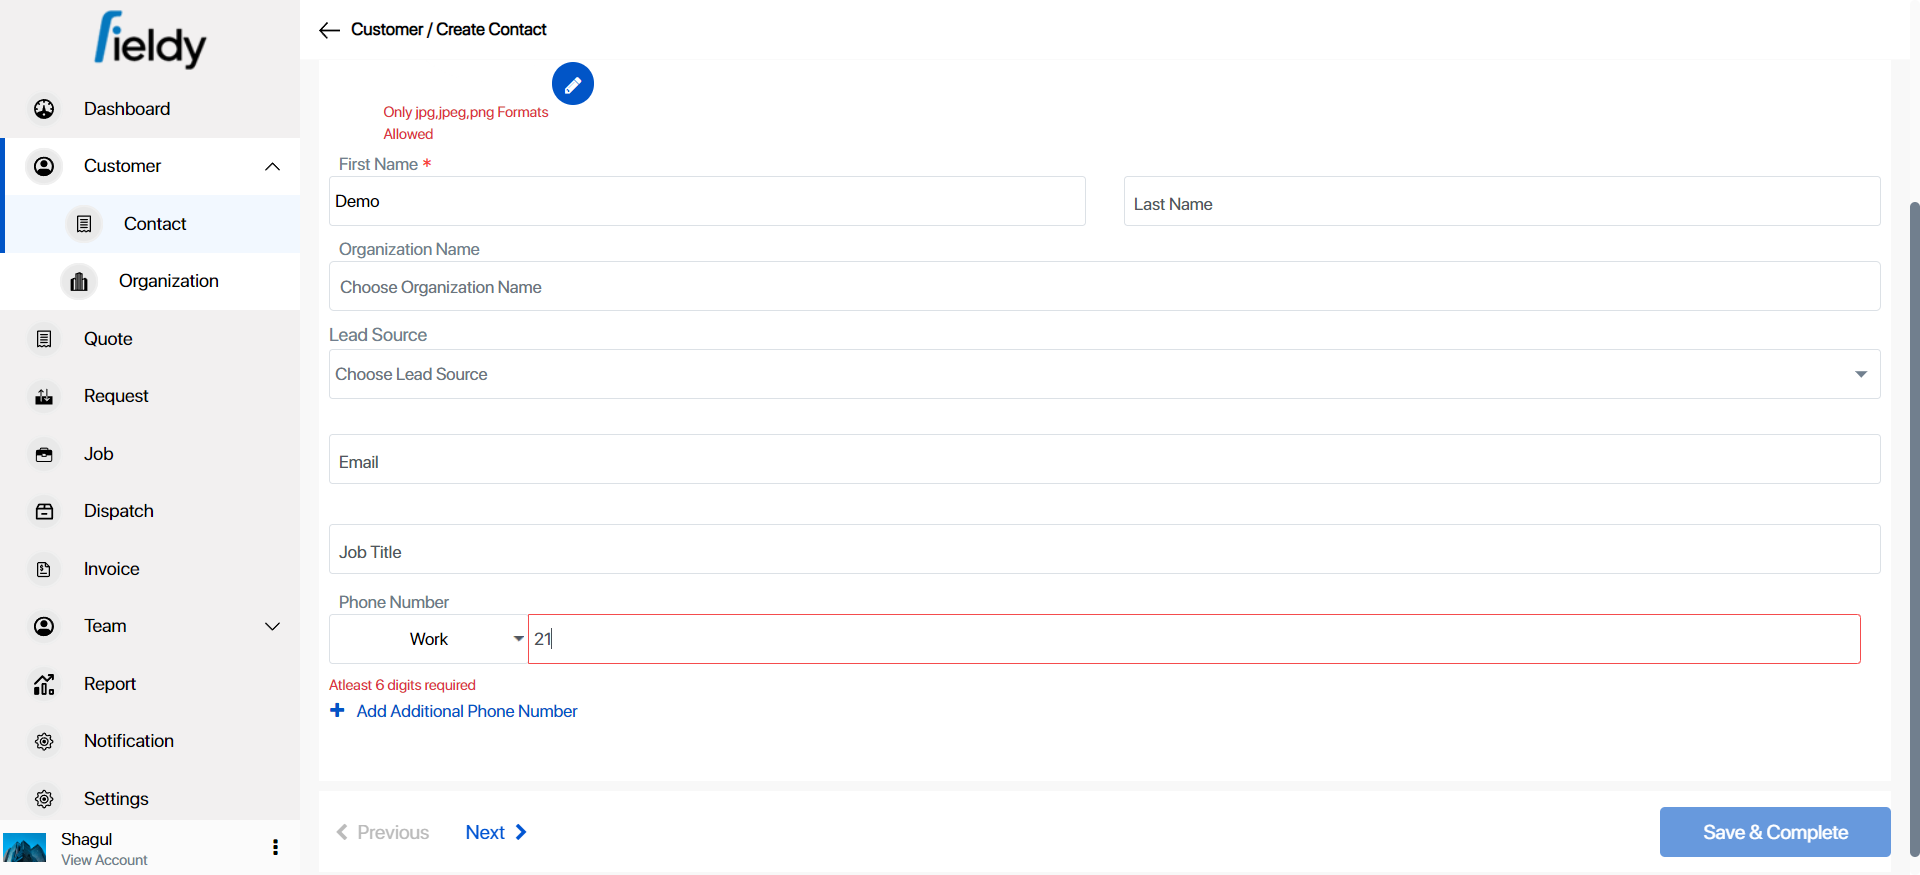 Fieldy
Dashboard
Customer
Contact
Organization
Quote
Request
Job
Dispatch
Invoice
Team
Report
Notification
Settings
Shagul
View Account
Customer / Create Contact
Only jpg,jpeg,png Formats
Allowed
First Name *
Demo
Last Name
Organization Name
Choose Organization Name
Lead Source
Choose Lead Source
Email
Job Title
Phone Number
Work
21
Atleast 6 digits required
Add Additional Phone Number
Previous
Next
Save & Complete